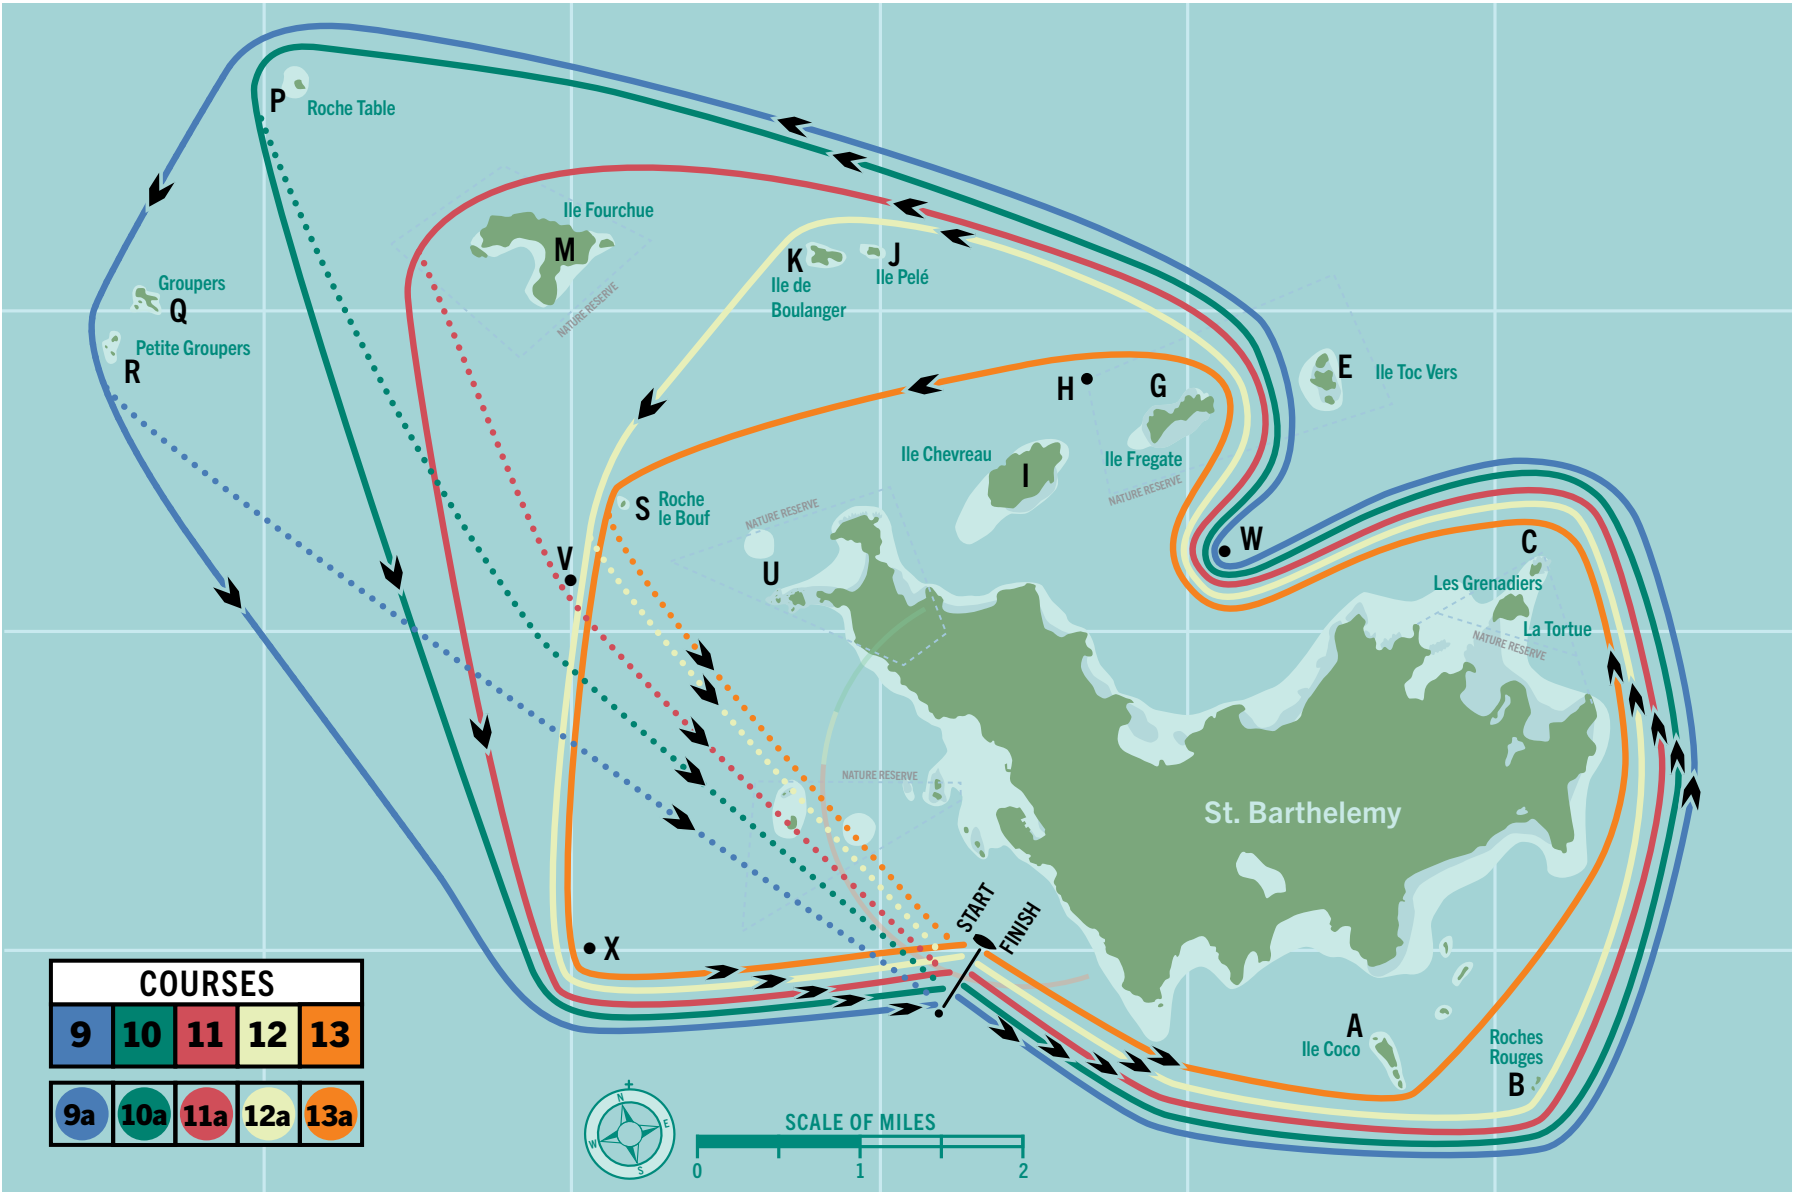 P
Roche Table
Ile Fourchue
M
NATURE RESERVE
K
J
Ile Pelé
Ile de
Boulanger
Groupers
Q
Petite Groupers
R
E
Ile Toc Vers
H
G
Ile Fregate
NATURE RESERVE
Ile Chevreau
I
S
Roche
le Bouf
NATURE RESERVE
U
V
W
C
Les Grenadiers
La Tortue
NATURE RESERVE
NATURE RESERVE
St. Barthelemy
START
FINISH
X
A
Ile Coco
Roches
Rouges
B
COURSES
9 10 11 12 13
9a 10a 11a 12a 13a
N
E
S
W
SCALE OF MILES
0 1 2